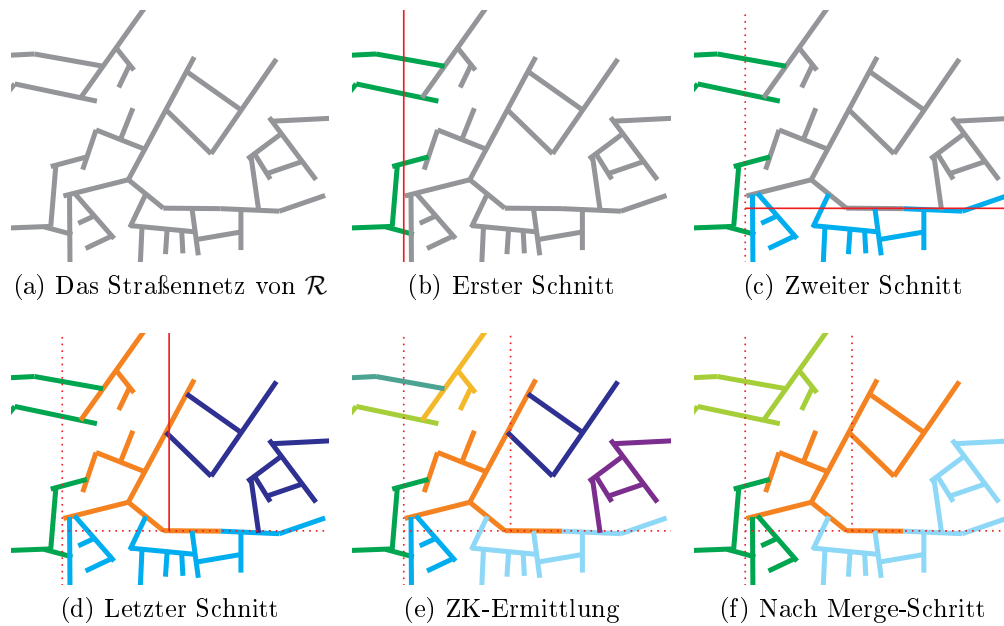 (a) Das Straßennetz von ℛ
(b) Erster Schnitt
(c) Zweiter Schnitt
(d) Letzter Schnitt
(e) ZK-Ermittlung
(f) Nach Merge-Schritt